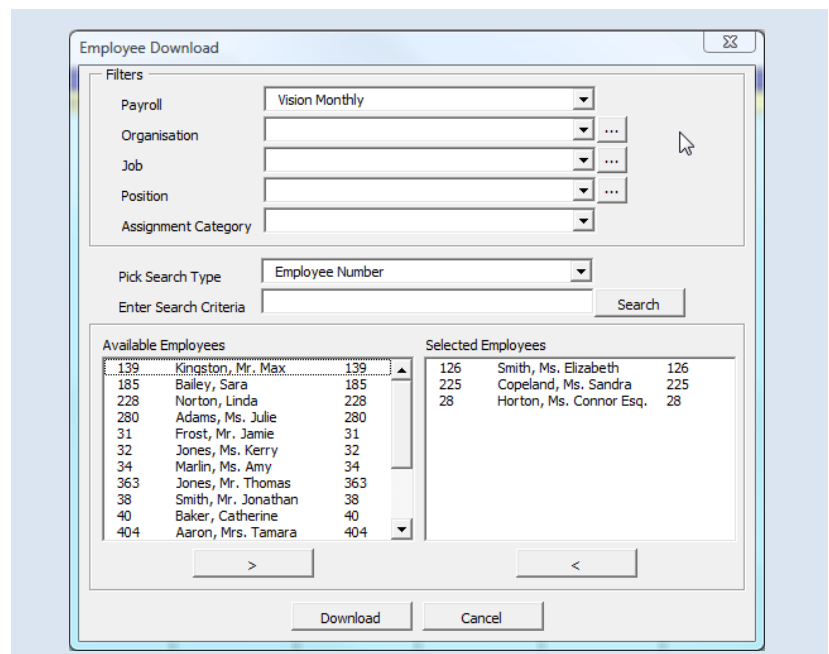 Employee Download
Filters
Payroll Vision Monthly
Organisation ...
Job ...
Position ...
Assignment Category
Pick Search Type Employee Number
Enter Search Criteria Search
Available Employees
139 Kingston, Mr. Max 139
185 Bailey, Sara 185
228 Norton, Linda 228
280 Adams, Ms. Julie 280
31 Frost, Mr. Jamie 31
32 Jones, Ms. Kerry 32
34 Marlin, Ms. Amy 34
363 Jones, Mr. Thomas 363
38 Smith, Mr. Jonathan 38
40 Baker, Catherine 40
404 Aaron, Mrs. Tamara 404
>
Selected Employees
126 Smith, Ms. Elizabeth 126
225 Copeland, Ms. Sandra 225
28 Horton, Ms. Connor Esq. 28
<
Download Cancel